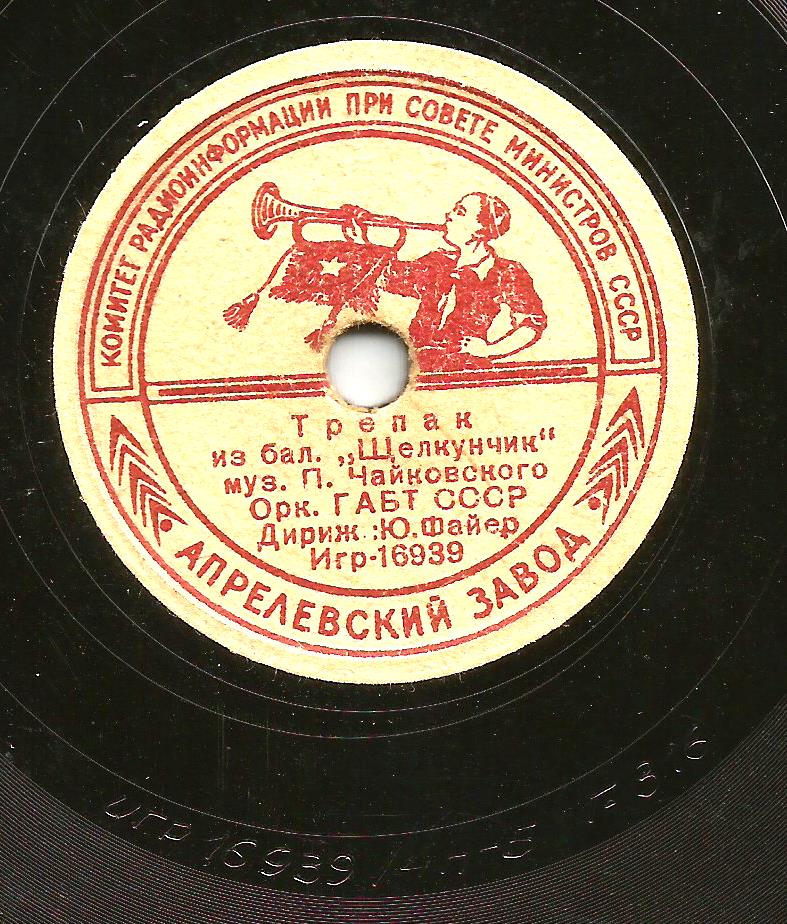 КОМИТЕТ РАДИОИНФОРМАЦИИ ПРИ СОВЕТЕ МИНИСТРОВ СССР
Трепак
из бал. „Щелкунчик“
муз. П. Чайковского
Орк. ГАБТ СССР
Дириж.:Ю.Файер
Игр-16939
АПРЕЛЕВСКИЙ ЗАВОД
игр 16939